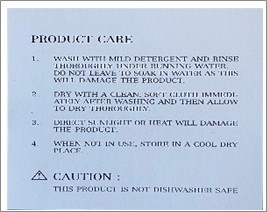 PRODUCT CARE
1. WASH WITH MILD DETERGENT AND RINSE
THOROUGHLY UNDER RUNNING WATER.
DO NOT LEAVE TO SOAK IN WATER AS THIS
WILL DAMAGE THE PRODUCT.
2. DRY WITH A CLEAN, SOFT CLOTH IMMEDI-
ATELY AFTER WASHING AND THEN ALLOW
TO DRY THOROUGHLY.
3. DIRECT SUNLIGHT OR HEAT WILL DAMAGE
THE PRODUCT.
4. WHEN NOT IN USE, STORE IN A COOL DRY
PLACE.
⚠ CAUTION :
THIS PRODUCT IS NOT DISHWASHER SAFE